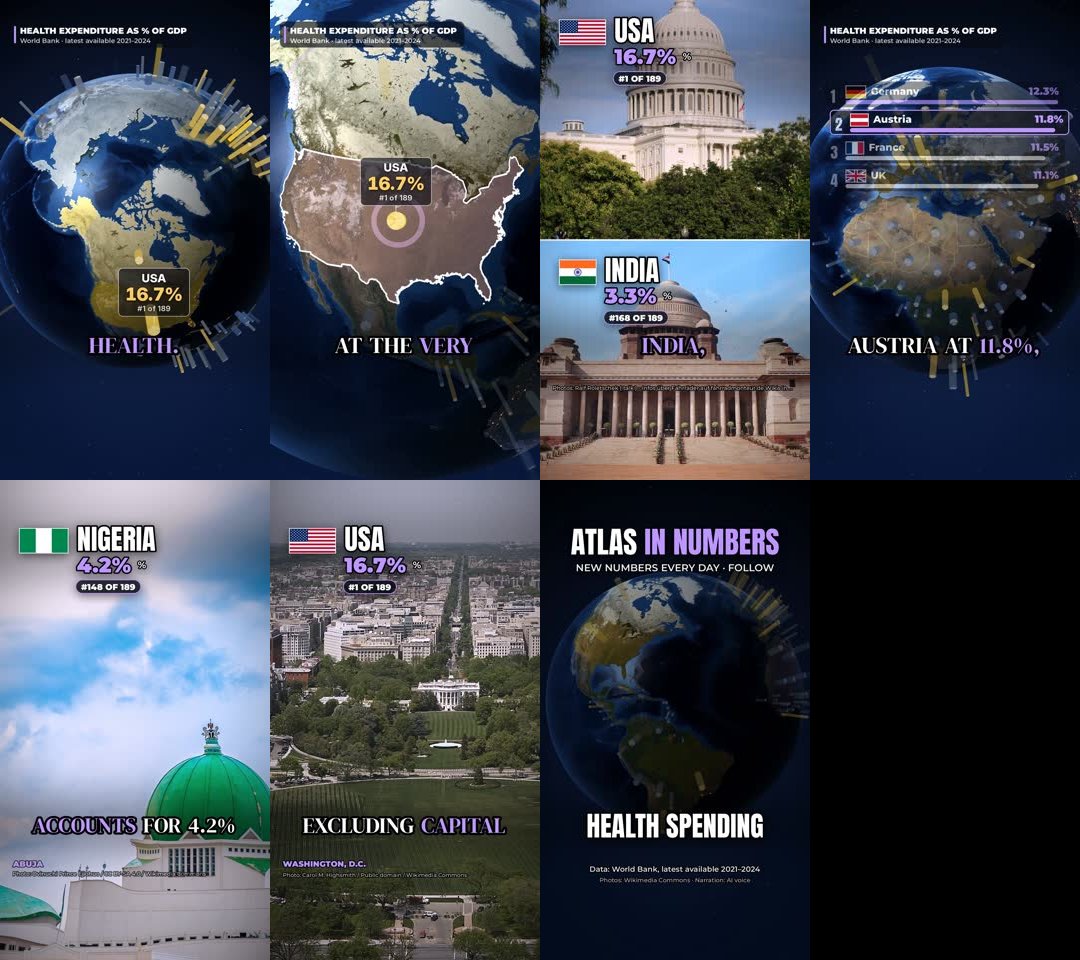 HEALTH EXPENDITURE AS % OF GDP
World Bank · latest available 2021–2024
USA
16.7%
#1 of 189
HEALTH.
HEALTH EXPENDITURE AS % OF GDP
World Bank · latest available 2021–2024
USA
16.7%
#1 of 189
AT THE VERY
USA
16.7% %
#1 OF 189
INDIA
3.3% %
#168 OF 189
INDIA,
HEALTH EXPENDITURE AS % OF GDP
World Bank · latest available 2021–2024
1 Germany 12.3%
2 Austria 11.8%
3 France 11.5%
4 UK 11.1%
AUSTRIA AT 11.8%,
NIGERIA
4.2% %
#148 OF 189
ACCOUNTS FOR 4.2%
ABUJA
USA
16.7% %
#1 OF 189
EXCLUDING CAPITAL
WASHINGTON, D.C.
Photo: Carol M. Highsmith / Public domain / Wikimedia Commons
ATLAS IN NUMBERS
NEW NUMBERS EVERY DAY · FOLLOW
HEALTH SPENDING
Data: World Bank, latest available 2021–2024
Photos: Wikimedia Commons · Narration: AI voice